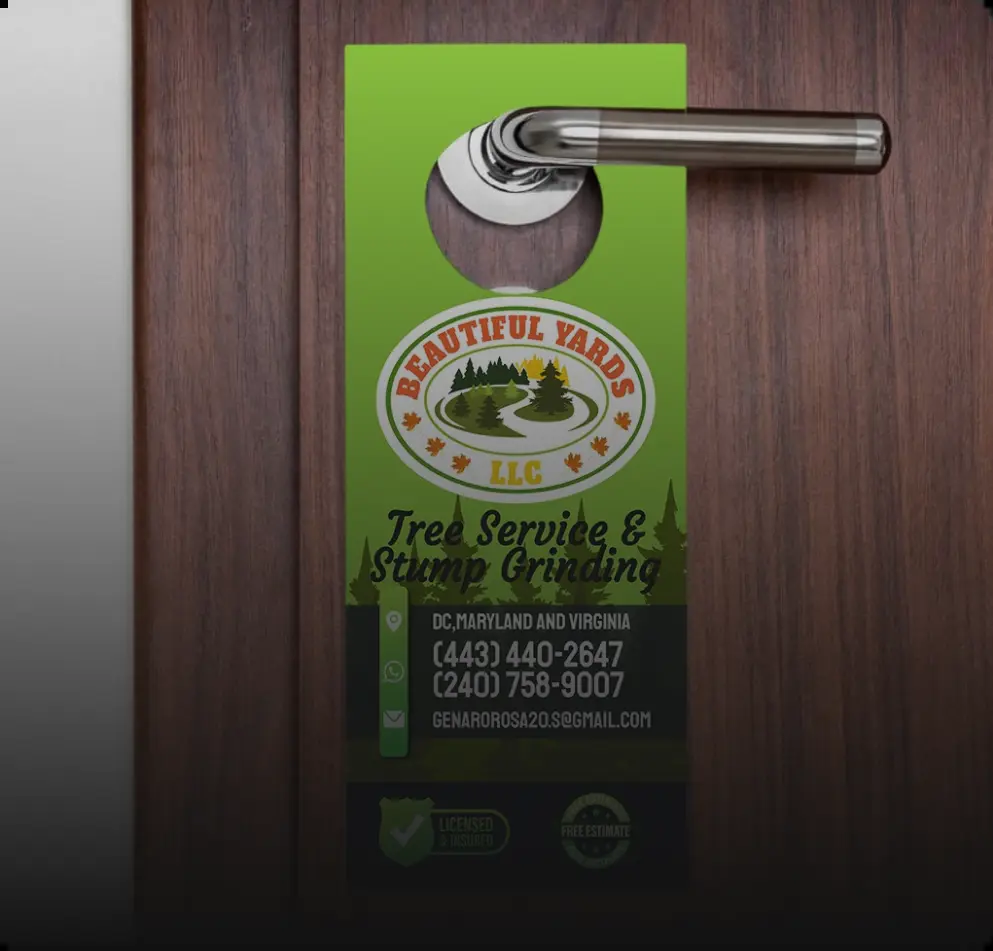 BEAUTIFUL YARDS
LLC
Tree Service &
Stump Grinding
DC,MARYLAND AND VIRGINIA
(443) 440-2647
(240) 758-9007
GENAROROSA20.S@GMAIL.COM
LICENSED
& INSURED
FREE ESTIMATE